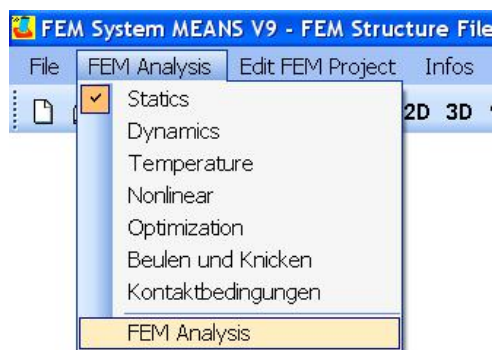 FEM System MEANS V9 - FEM Structure File
File FEM Analysis Edit FEM Project Infos
2D 3D
Statics
Dynamics
Temperature
Nonlinear
Optimization
Beulen und Knicken
Kontaktbedingungen
FEM Analysis